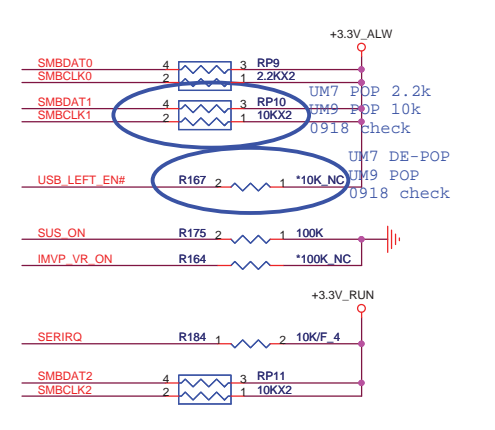 +3.3V_ALW
SMBDAT0 4 3 RP9
SMBCLK0 2 1 2.2KX2
UM7 POP 2.2k
SMBDAT1 4 3 RP10
UM9 POP 10k
SMBCLK1 2 1 10KX2
0918 check
UM7 DE-POP
USB_LEFT_EN# R167 2 1 *10K_NC
UM9 POP
0918 check
SUS_ON R175 2 1 100K
IMVP_VR_ON R164 *100K_NC
+3.3V_RUN
SERIRQ R184 1 2 10K/F_4
SMBDAT2 4 3 RP11
SMBCLK2 2 1 10KX2